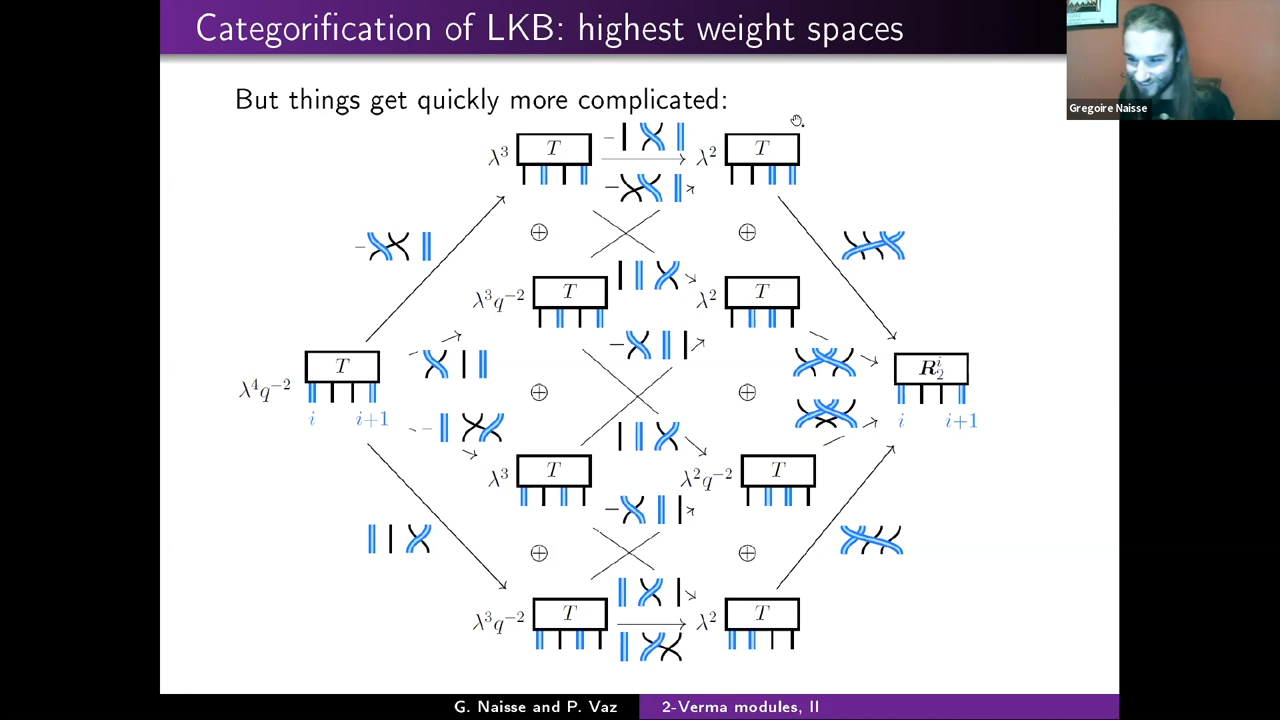 Categorification of LKB: highest weight spaces
Gregoire Naisse
But things get quickly more complicated:
λ³ T − λ² T
−
− ⊕ ⊕
λ³q⁻² T λ² T
−
λ⁴q⁻² T R₂ⁱ
i i+1 ⊕ ⊕ i i+1
−
λ³ T λ²q⁻² T
−
⊕ ⊕
λ³q⁻² T λ² T
G. Naisse and P. Vaz 2-Verma modules, II